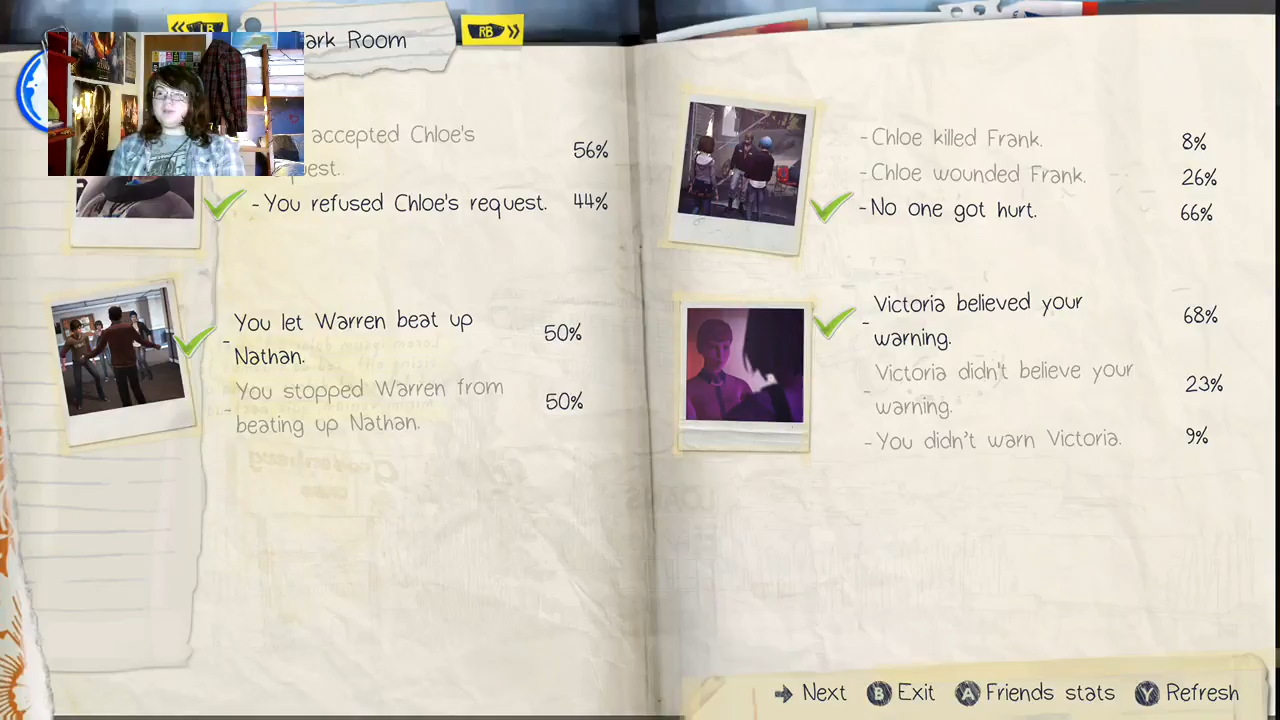 LB
ark Room
RB
accepted Chloe's
quest.
56%
- You refused Chloe's request. 44%
- You let Warren beat up
Nathan.
50%
- You stopped Warren from
beating up Nathan.
50%
- Chloe killed Frank. 8%
- Chloe wounded Frank. 26%
- No one got hurt. 66%
- Victoria believed your
warning.
68%
- Victoria didn't believe your
warning.
23%
- You didn't warn Victoria. 9%
Next B Exit A Friends stats Y Refresh